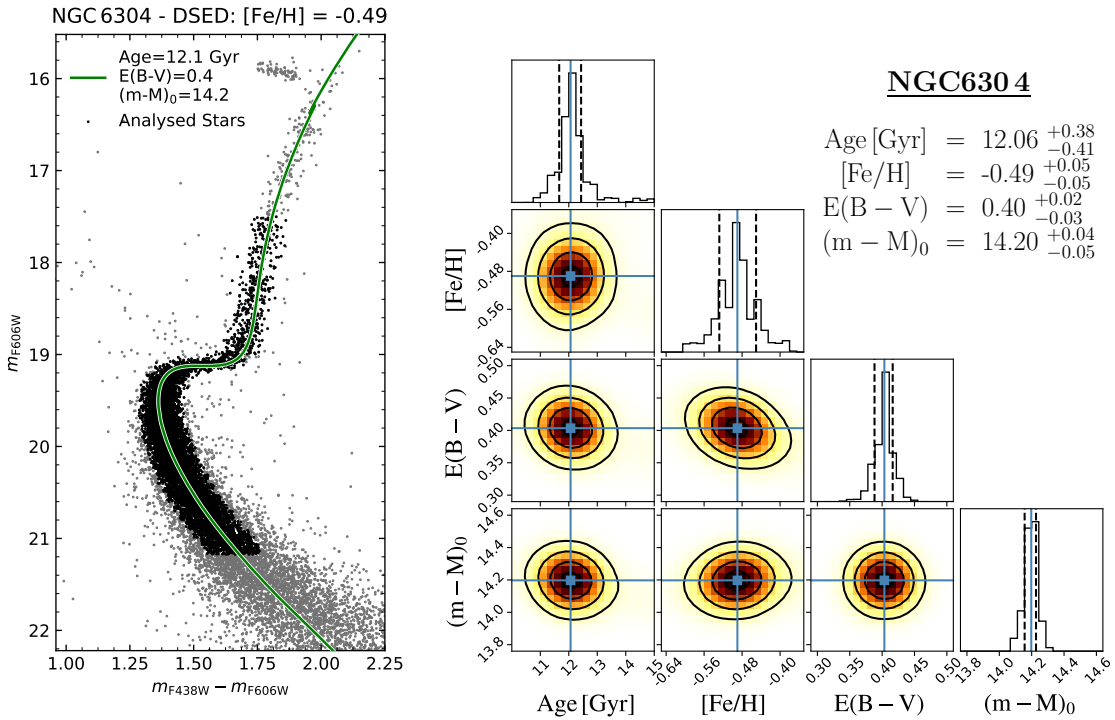 NGC 6304 - DSED: [Fe/H] = -0.49
Age=12.1 Gyr
E(B-V)=0.4
(m-M)0=14.2
Analysed Stars
16
17
18
19
20
21
22
m_F606W
1.00 1.25 1.50 1.75 2.00 2.25
m_F438W − m_F606W
NGC630 4
Age [Gyr] = 12.06 +0.38 −0.41
[Fe/H] = -0.49 +0.05 −0.05
E(B − V) = 0.40 +0.02 −0.03
(m − M)0 = 14.20 +0.04 −0.05
[Fe/H]
-0.40
-0.48
-0.56
-0.64
E(B − V)
0.50
0.45
0.40
0.35
0.30
(m − M)0
14.6
14.4
14.2
14.0
13.8
11 12 13 14 15
-0.64 -0.56 -0.48 -0.40
0.30 0.35 0.40 0.45 0.50
13.8 14.0 14.2 14.4 14.6
Age [Gyr]
[Fe/H]
E(B − V)
(m − M)0